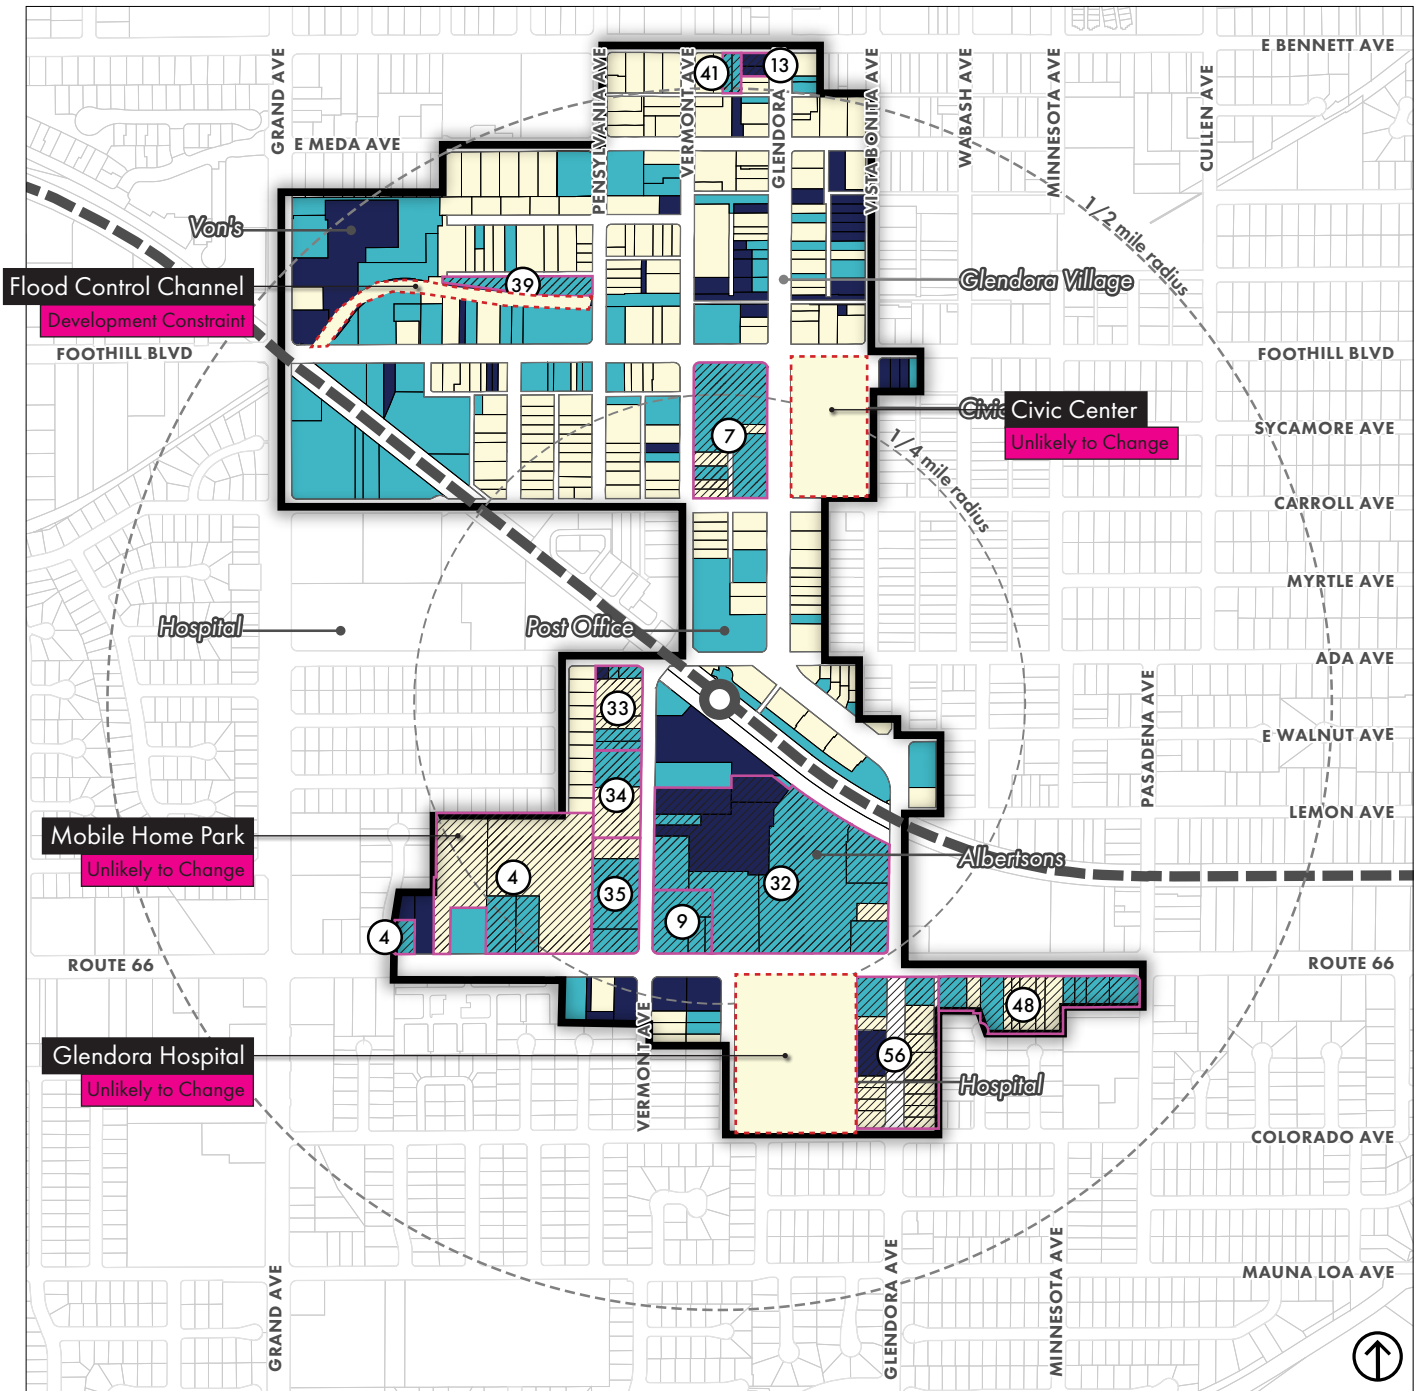 E BENNETT AVE
GRAND AVE
PENSYLVANIA AVE
VERMONT AVE
41
13
GLENDORA
VISTA BONITA AVE
WABASH AVE
MINNESOTA AVE
CULLEN AVE
E MEDA AVE
1/2 mile radius
Von's
Flood Control Channel
Development Constraint
39
Glendora Village
FOOTHILL BLVD
FOOTHILL BLVD
Civic
Civic Center
Unlikely to Change
7
SYCAMORE AVE
1/4 mile radius
CARROLL AVE
MYRTLE AVE
Hospital
Post Office
ADA AVE
PASADENA AVE
33
E WALNUT AVE
34
LEMON AVE
Mobile Home Park
Unlikely to Change
Albertsons
4
35
32
9
4
ROUTE 66
ROUTE 66
48
VERMONT AVE
Glendora Hospital
Unlikely to Change
56
Hospital
COLORADO AVE
GRAND AVE
GLENDORA AVE
MINNESOTA AVE
MAUNA LOA AVE